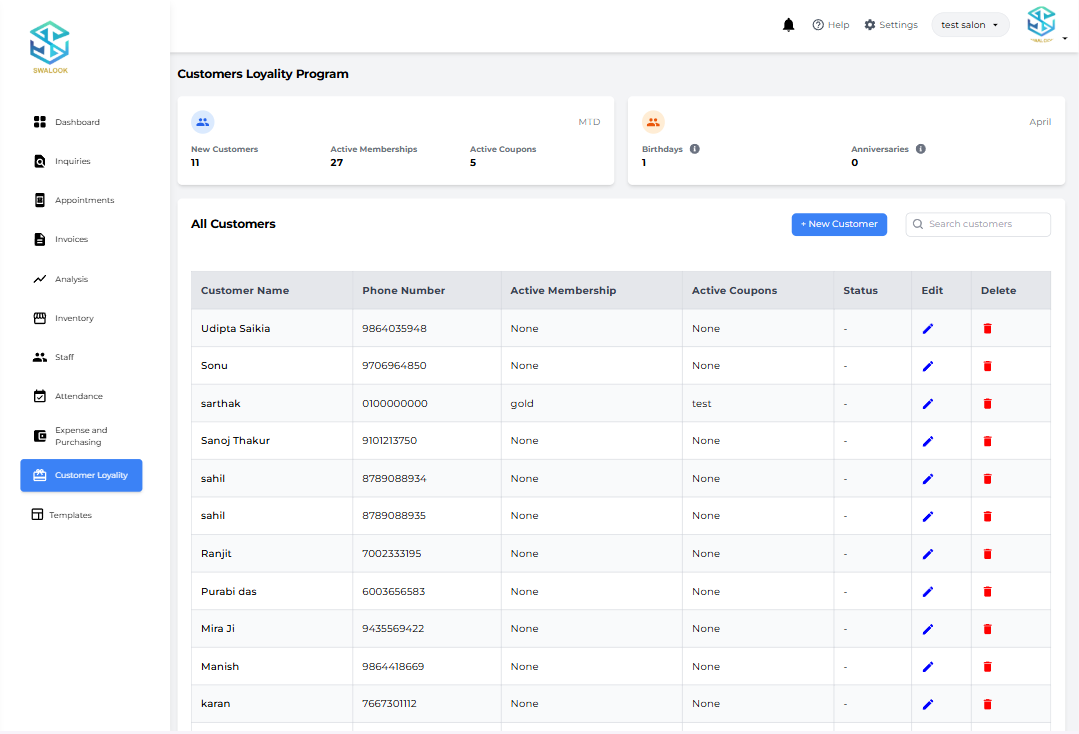 SWALOOK
Help
Settings
test salon
Dashboard
Inquiries
Appointments
Invoices
Analysis
Inventory
Staff
Attendance
Expense and
Purchasing
Customer Loyality
Templates
Customers Loyality Program
MTD
New Customers Active Memberships Active Coupons
11 27 5
April
Birthdays Anniversaries
1 0
All Customers
+ New Customer
Search customers
Customer Name Phone Number Active Membership Active Coupons Status Edit Delete
Udipta Saikia 9864035948 None None -
Sonu 9706964850 None None -
sarthak 0100000000 gold test -
Sanoj Thakur 9101213750 None None -
sahil 8789088934 None None -
sahil 8789088935 None None -
Ranjit 7002333195 None None -
Purabi das 6003656583 None None -
Mira Ji 9435569422 None None -
Manish 9864418669 None None -
karan 7667301112 None None -